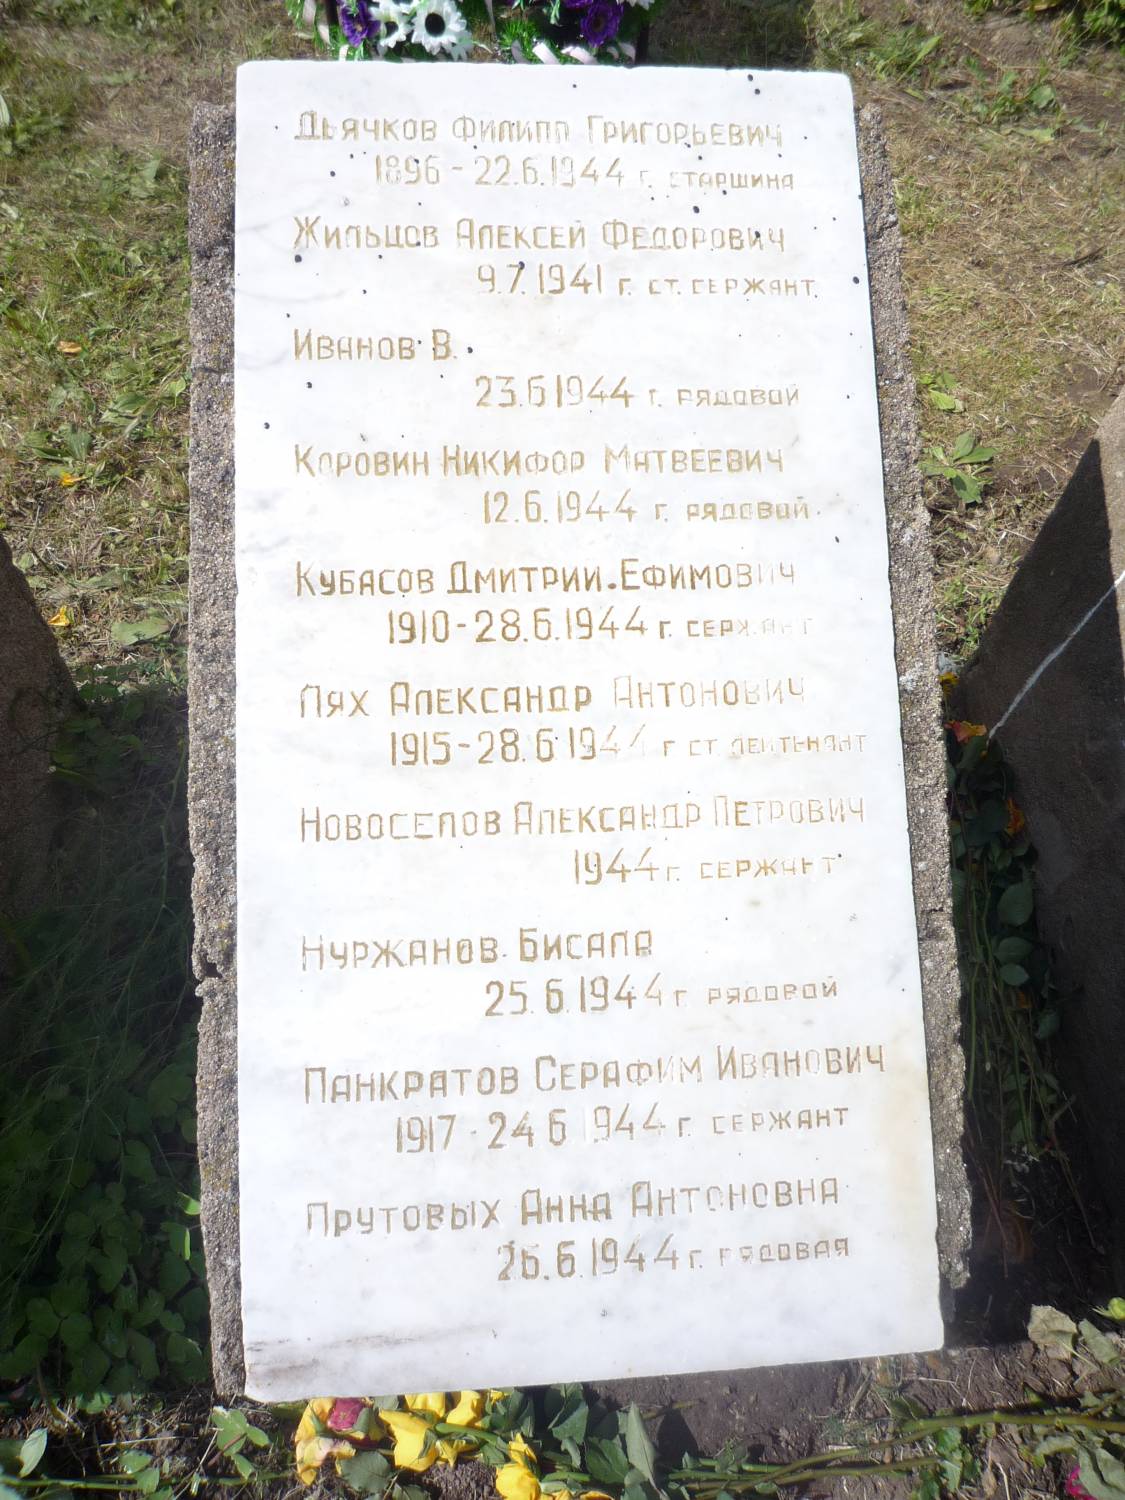 Дьячков Филипп Григорьевич
1896 - 22.6.1944 г. старшина
Жильцов Алексей Федорович
9.7.1941 г. ст. сержант
Иванов В.
23.6 1944 г. рядовой
Коровин Никифор Матвеевич
12.6.1944 г. рядовой
Кубасов Дмитрии Ефимович
1910 - 28.6.1944 г. сержант
Лях Александр Антонович
1915 - 28.6 1944 г. ст. лейтенант
Новоселов Александр Петрович
1944 г. сержант
Нуржанов Бисала
25.6.1944 г. рядовой
Панкратов Серафим Иванович
1917 - 24 6 1944 г. сержант
Прутовых Анна Антоновна
26.6.1944 г. рядовая